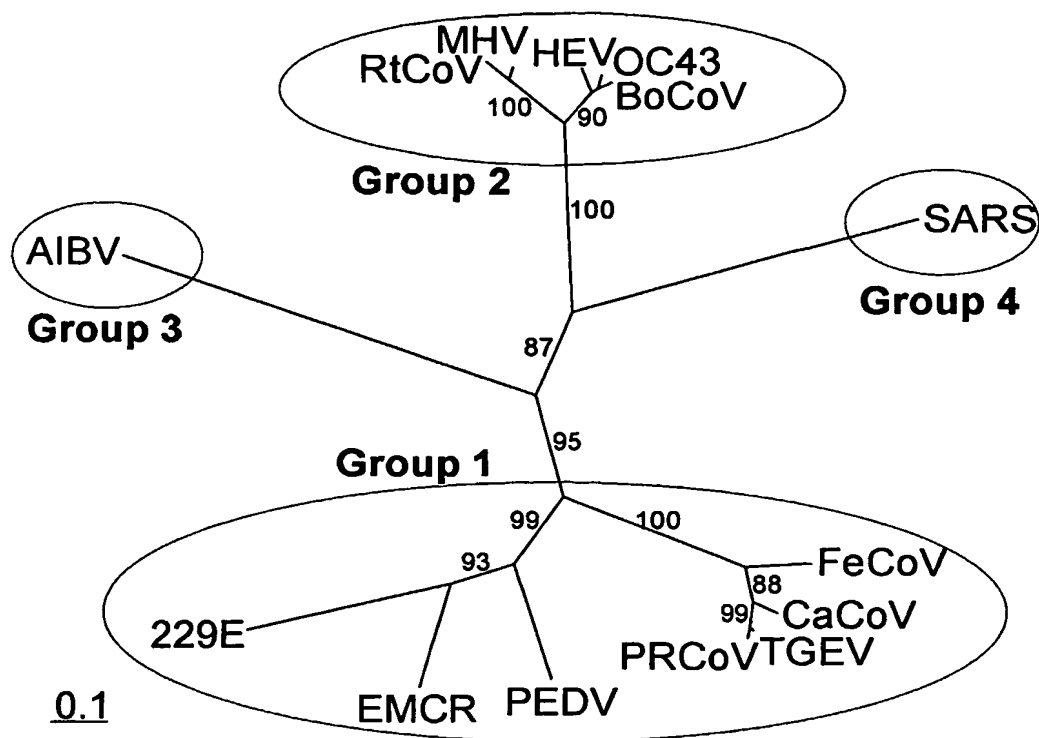 MHV HEV OC43
RtCoV BoCoV
100 90
Group 2
100
SARS
AIBV
Group 4
Group 3
87
95
Group 1
99 100
93
FeCoV
88
CaCoV
99
229E
PRCoV TGEV
EMCR PEDV
0.1